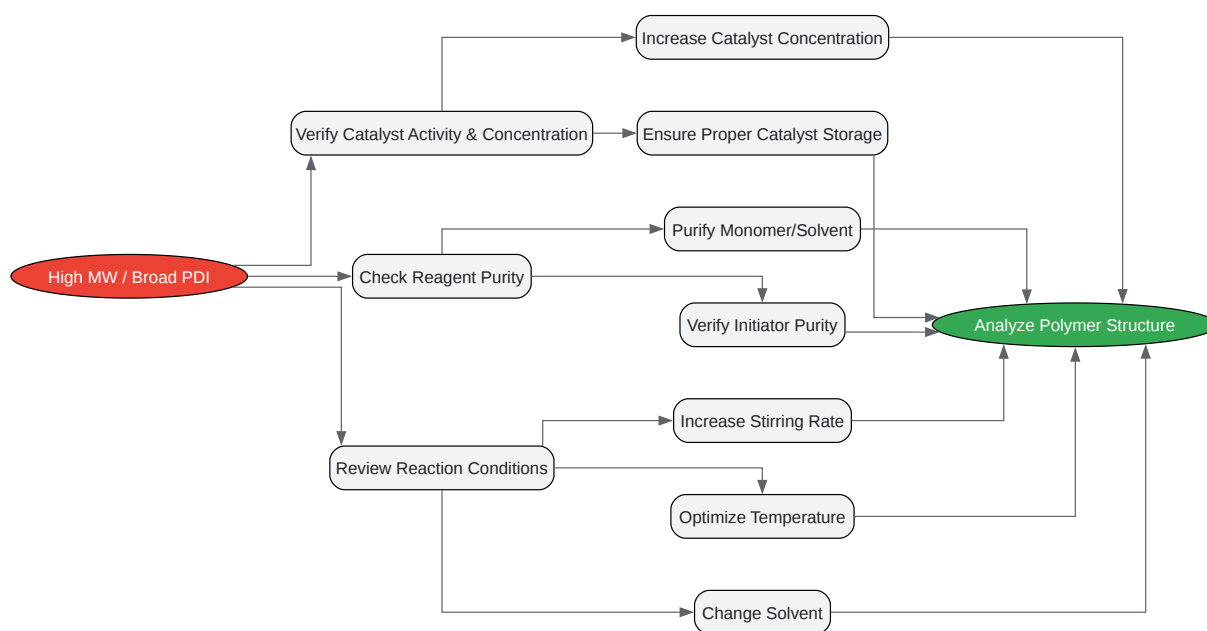 Increase Catalyst Concentration
Verify Catalyst Activity & Concentration
Ensure Proper Catalyst Storage
Purify Monomer/Solvent
High MW / Broad PDI
Check Reagent Purity
Verify Initiator Purity
Analyze Polymer Structure
Increase Stirring Rate
Review Reaction Conditions
Optimize Temperature
Change Solvent